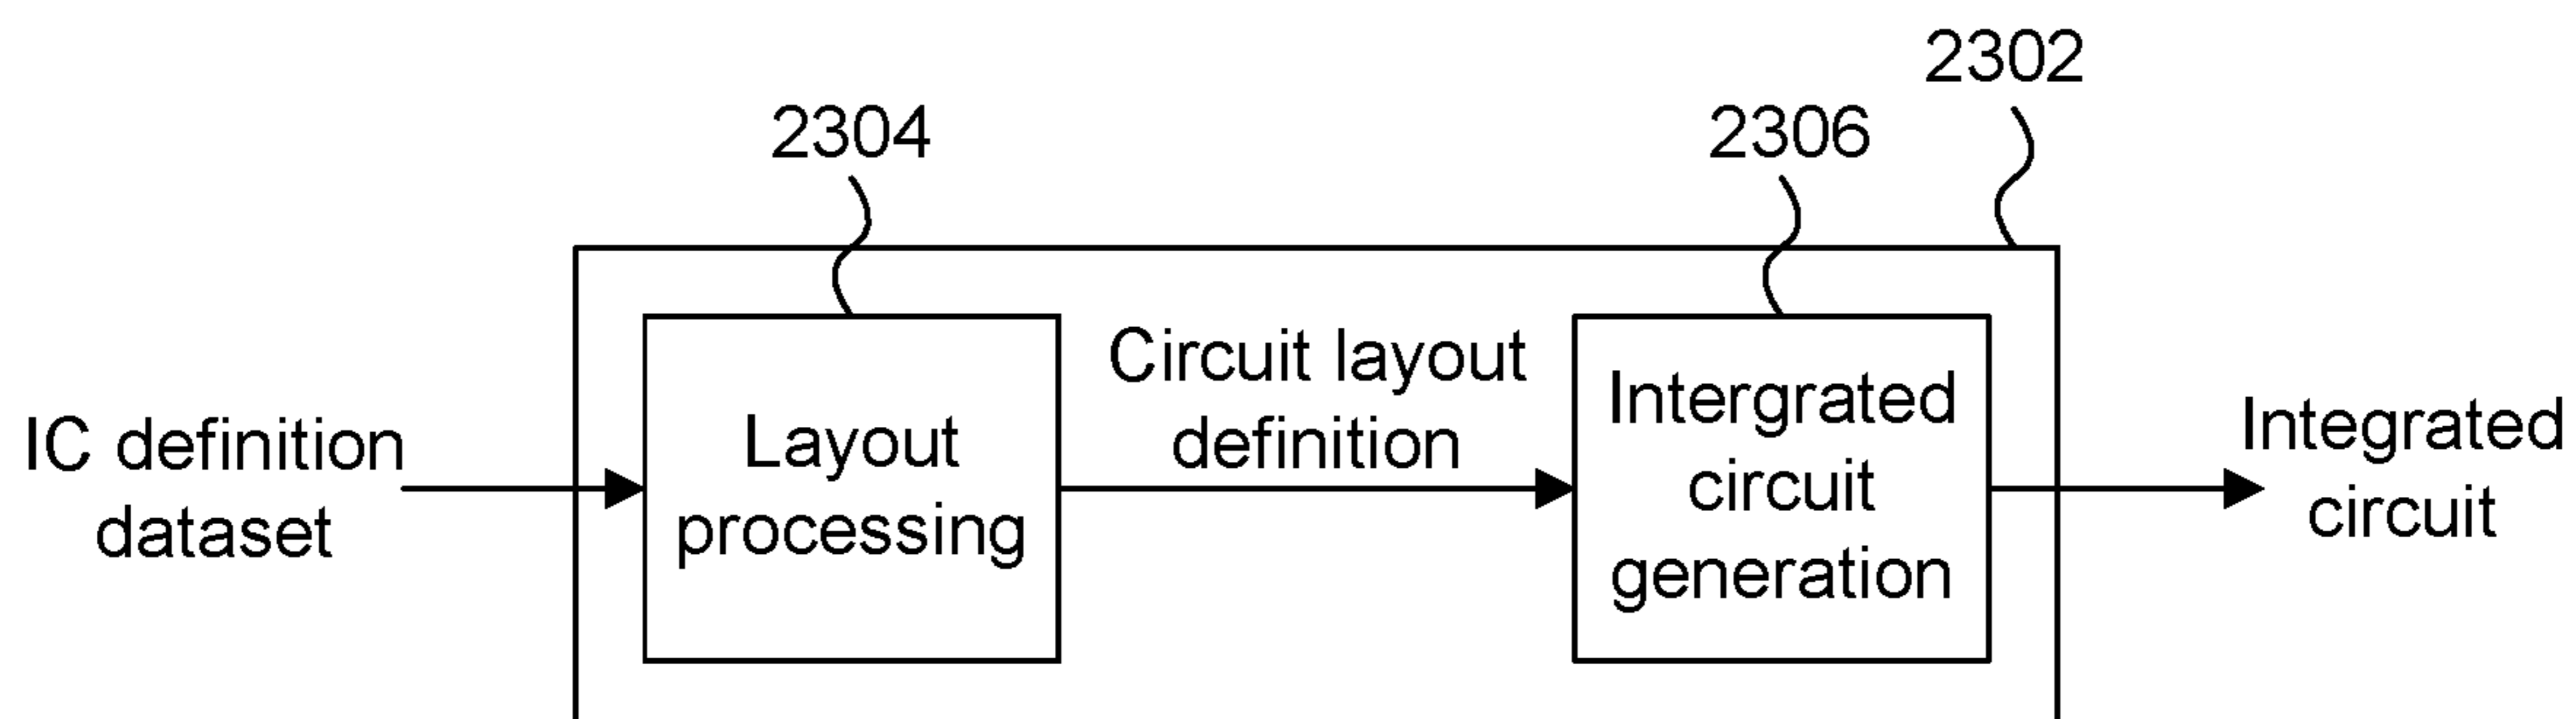 2302
2304
2306
IC definition
dataset
Layout
processing
Circuit layout
definition
Intergrated
circuit
generation
Integrated
circuit